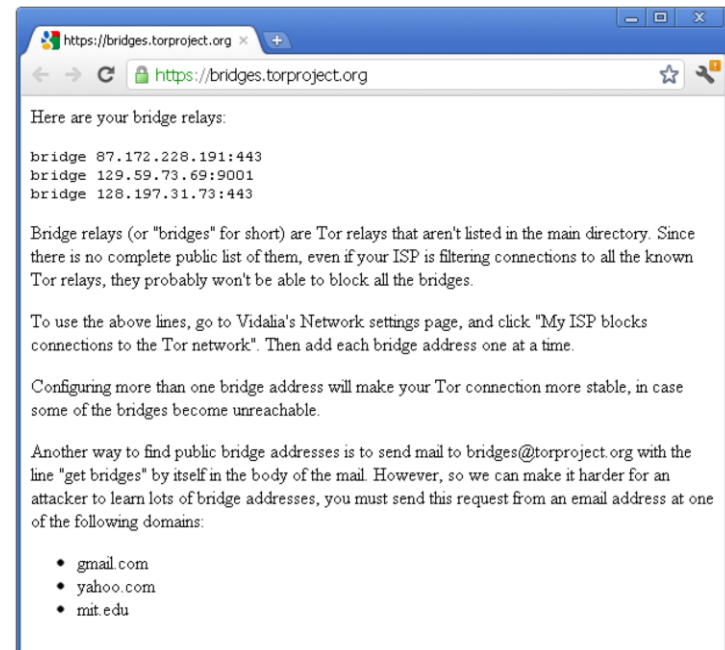 https://bridges.torproject.org
https://bridges.torproject.org
Here are your bridge relays:
bridge 87.172.228.191:443
bridge 129.59.73.69:9001
bridge 128.197.31.73:443
Bridge relays (or "bridges" for short) are Tor relays that aren't listed in the main directory. Since
there is no complete public list of them, even if your ISP is filtering connections to all the known
Tor relays, they probably won't be able to block all the bridges.
To use the above lines, go to Vidalia's Network settings page, and click "My ISP blocks
connections to the Tor network". Then add each bridge address one at a time.
Configuring more than one bridge address will make your Tor connection more stable, in case
some of the bridges become unreachable.
Another way to find public bridge addresses is to send mail to bridges@torproject.org with the
line "get bridges" by itself in the body of the mail. However, so we can make it harder for an
attacker to learn lots of bridge addresses, you must send this request from an email address at one
of the following domains:
• gmail.com
• yahoo.com
• mit.edu